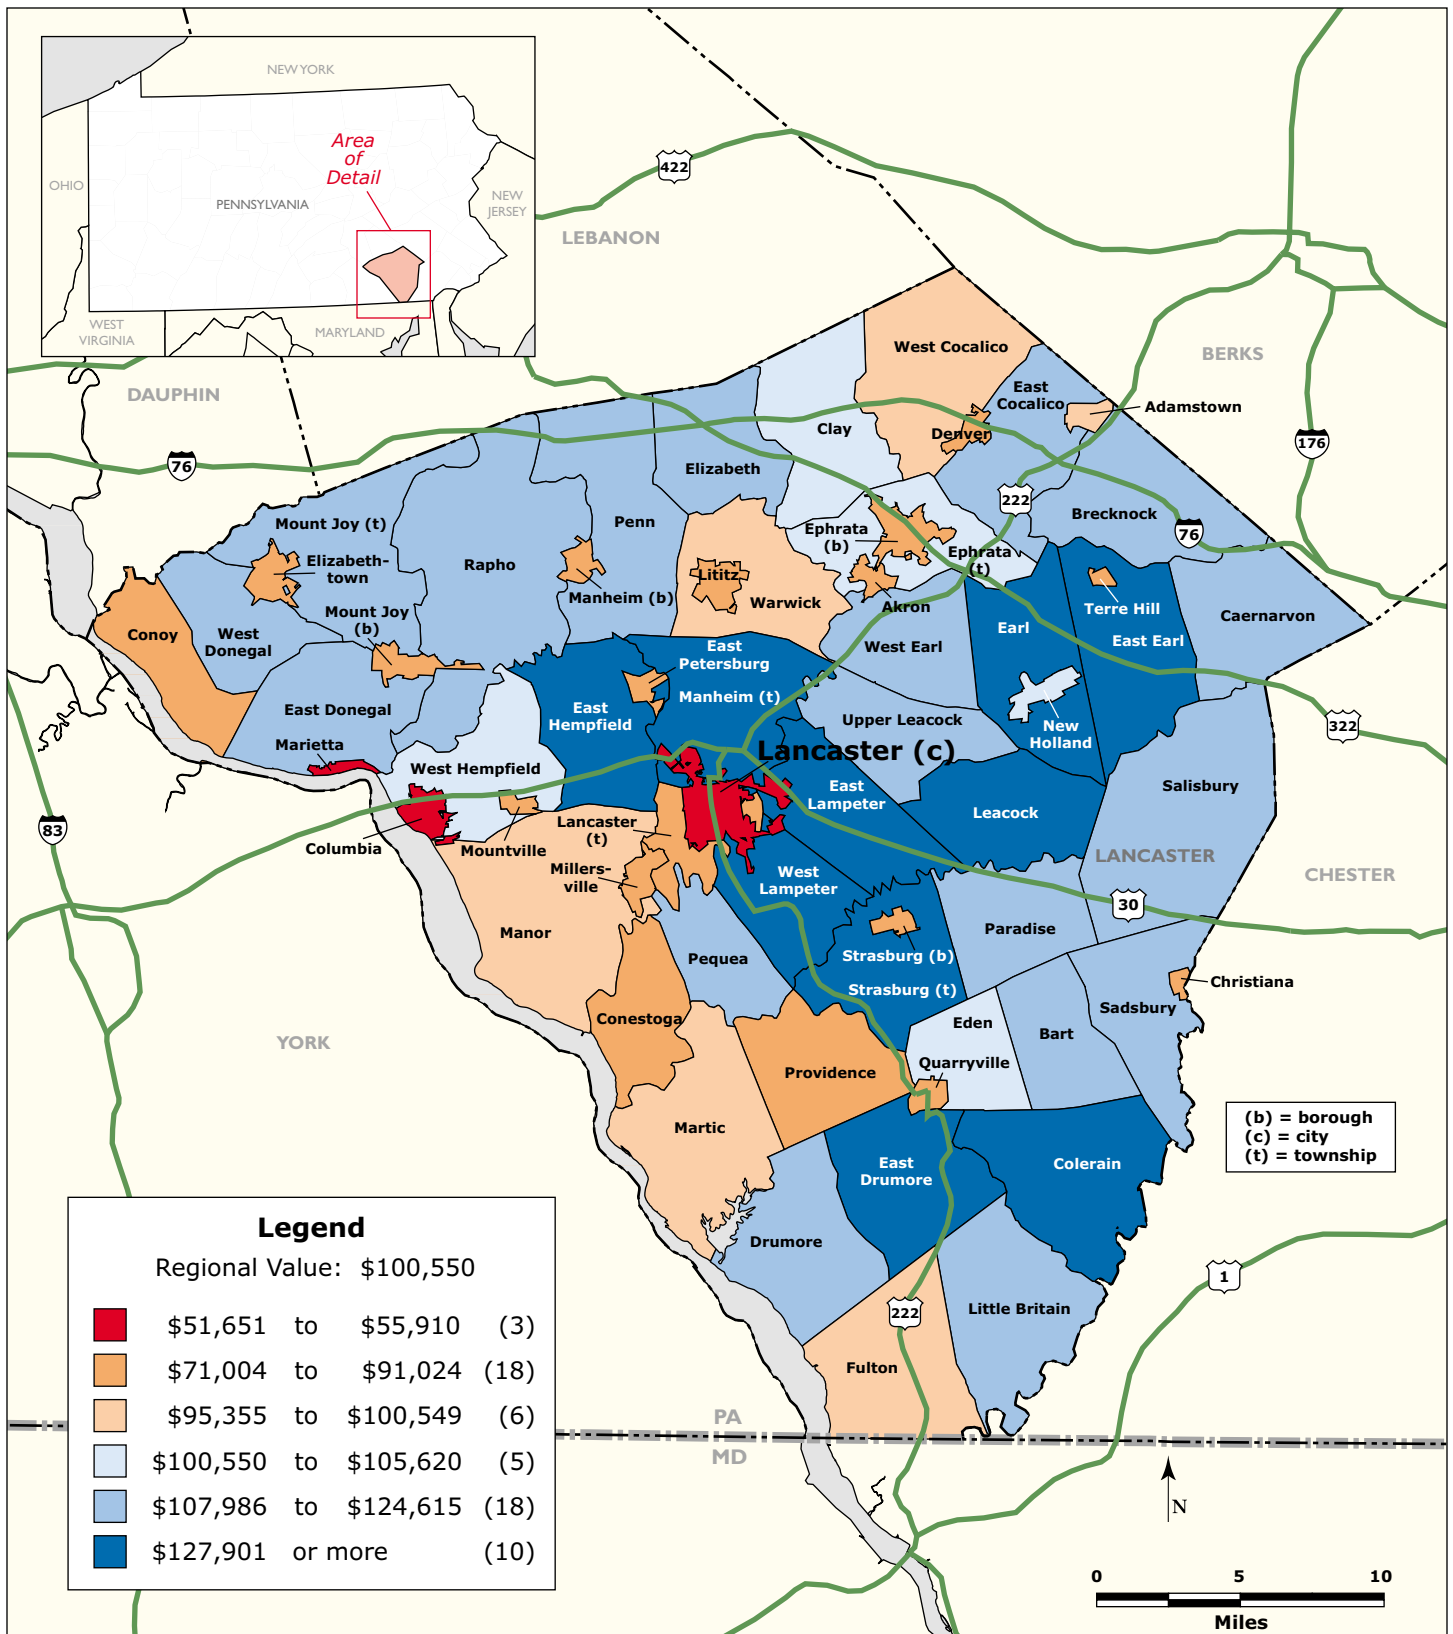 NEW YORK
OHIO
PENNSYLVANIA
Area
of
Detail
NEW
JERSEY
WEST
VIRGINIA
MARYLAND
422
LEBANON
BERKS
DAUPHIN
76
176
West Cocalico
East
Cocalico
Adamstown
Clay
Denver
Elizabeth
222
Brecknock
76
Mount Joy (t)
Penn
Ephrata
(b)
Ephrata
(t)
Elizabeth-
town
Rapho
Manheim (b)
Lititz
Warwick
Akron
Terre Hill
Caernarvon
Mount Joy
(b)
Conoy
West
Donegal
West Earl
Earl
East Earl
East
Petersburg
Manheim (t)
East Donegal
East
Hempfield
Upper Leacock
New
Holland
322
Marietta
West Hempfield
Lancaster (c)
East
Lampeter
Salisbury
Leacock
83
Columbia
Mountville
Lancaster
(t)
Millers-
ville
West
Lampeter
LANCASTER
CHESTER
30
Manor
Pequea
Strasburg (b)
Strasburg (t)
Paradise
Christiana
Conestoga
Eden
Bart
Sadsbury
YORK
Providence
Quarryville
Martic
East
Drumore
Colerain
(b) = borough
(c) = city
(t) = township
Drumore
Little Britain
1
222
Fulton
PA
MD
Legend
Regional Value: $100,550
$51,651 to $55,910 (3)
$71,004 to $91,024 (18)
$95,355 to $100,549 (6)
$100,550 to $105,620 (5)
$107,986 to $124,615 (18)
$127,901 or more (10)
N
0 5 10
Miles